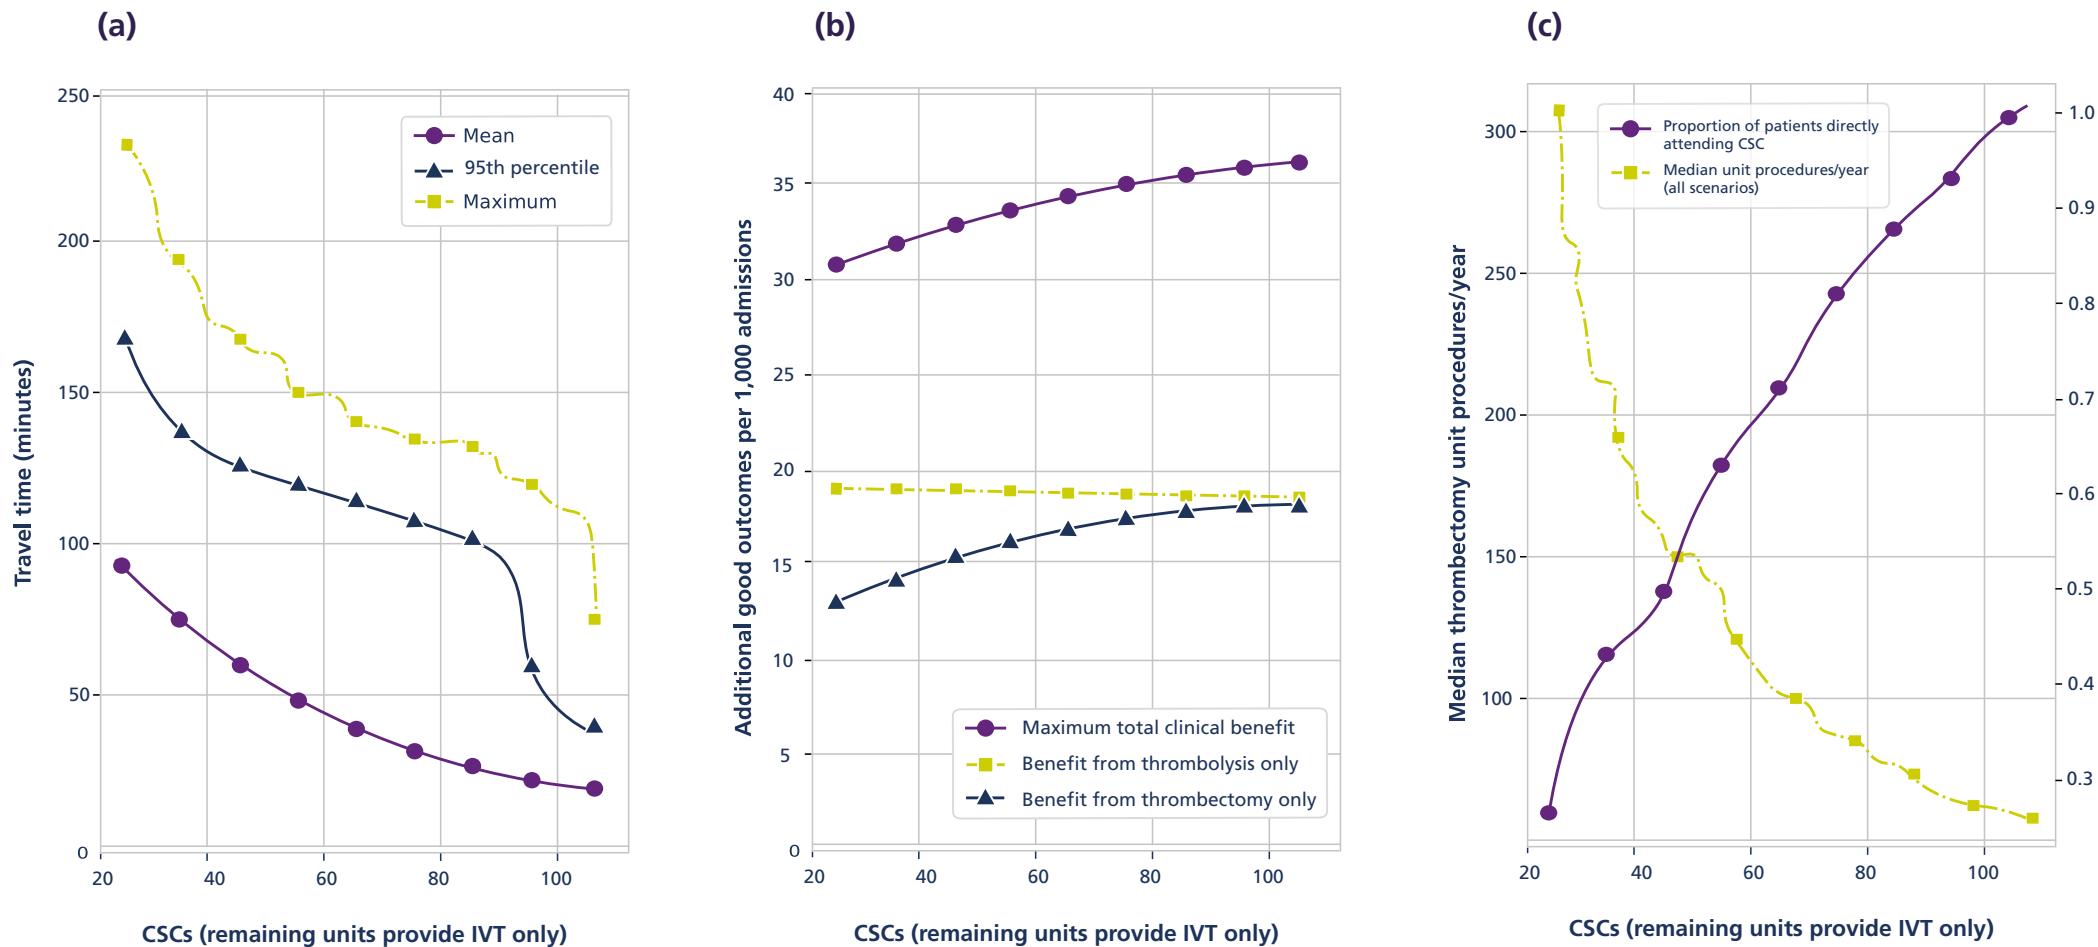 (a)
250
200
150
100
50
0
20
40
60
80
100
Travel time (minutes)
CSCs (remaining units provide IVT only)
Mean
95th percentile
Maximum
(b)
40
35
30
25
20
15
10
5
0
20
40
60
80
100
Additional good outcomes per 1,000 admissions
CSCs (remaining units provide IVT only)
Maximum total clinical benefit
Benefit from thrombolysis only
Benefit from thrombectomy only
(c)
300
250
200
150
100
1.0
0.9
0.8
0.7
0.6
0.5
0.4
0.3
20
40
60
80
100
Median thrombectomy unit procedures/year
CSCs (remaining units provide IVT only)
Proportion of patients directly
attending CSC
Median unit procedures/year
(all scenarios)